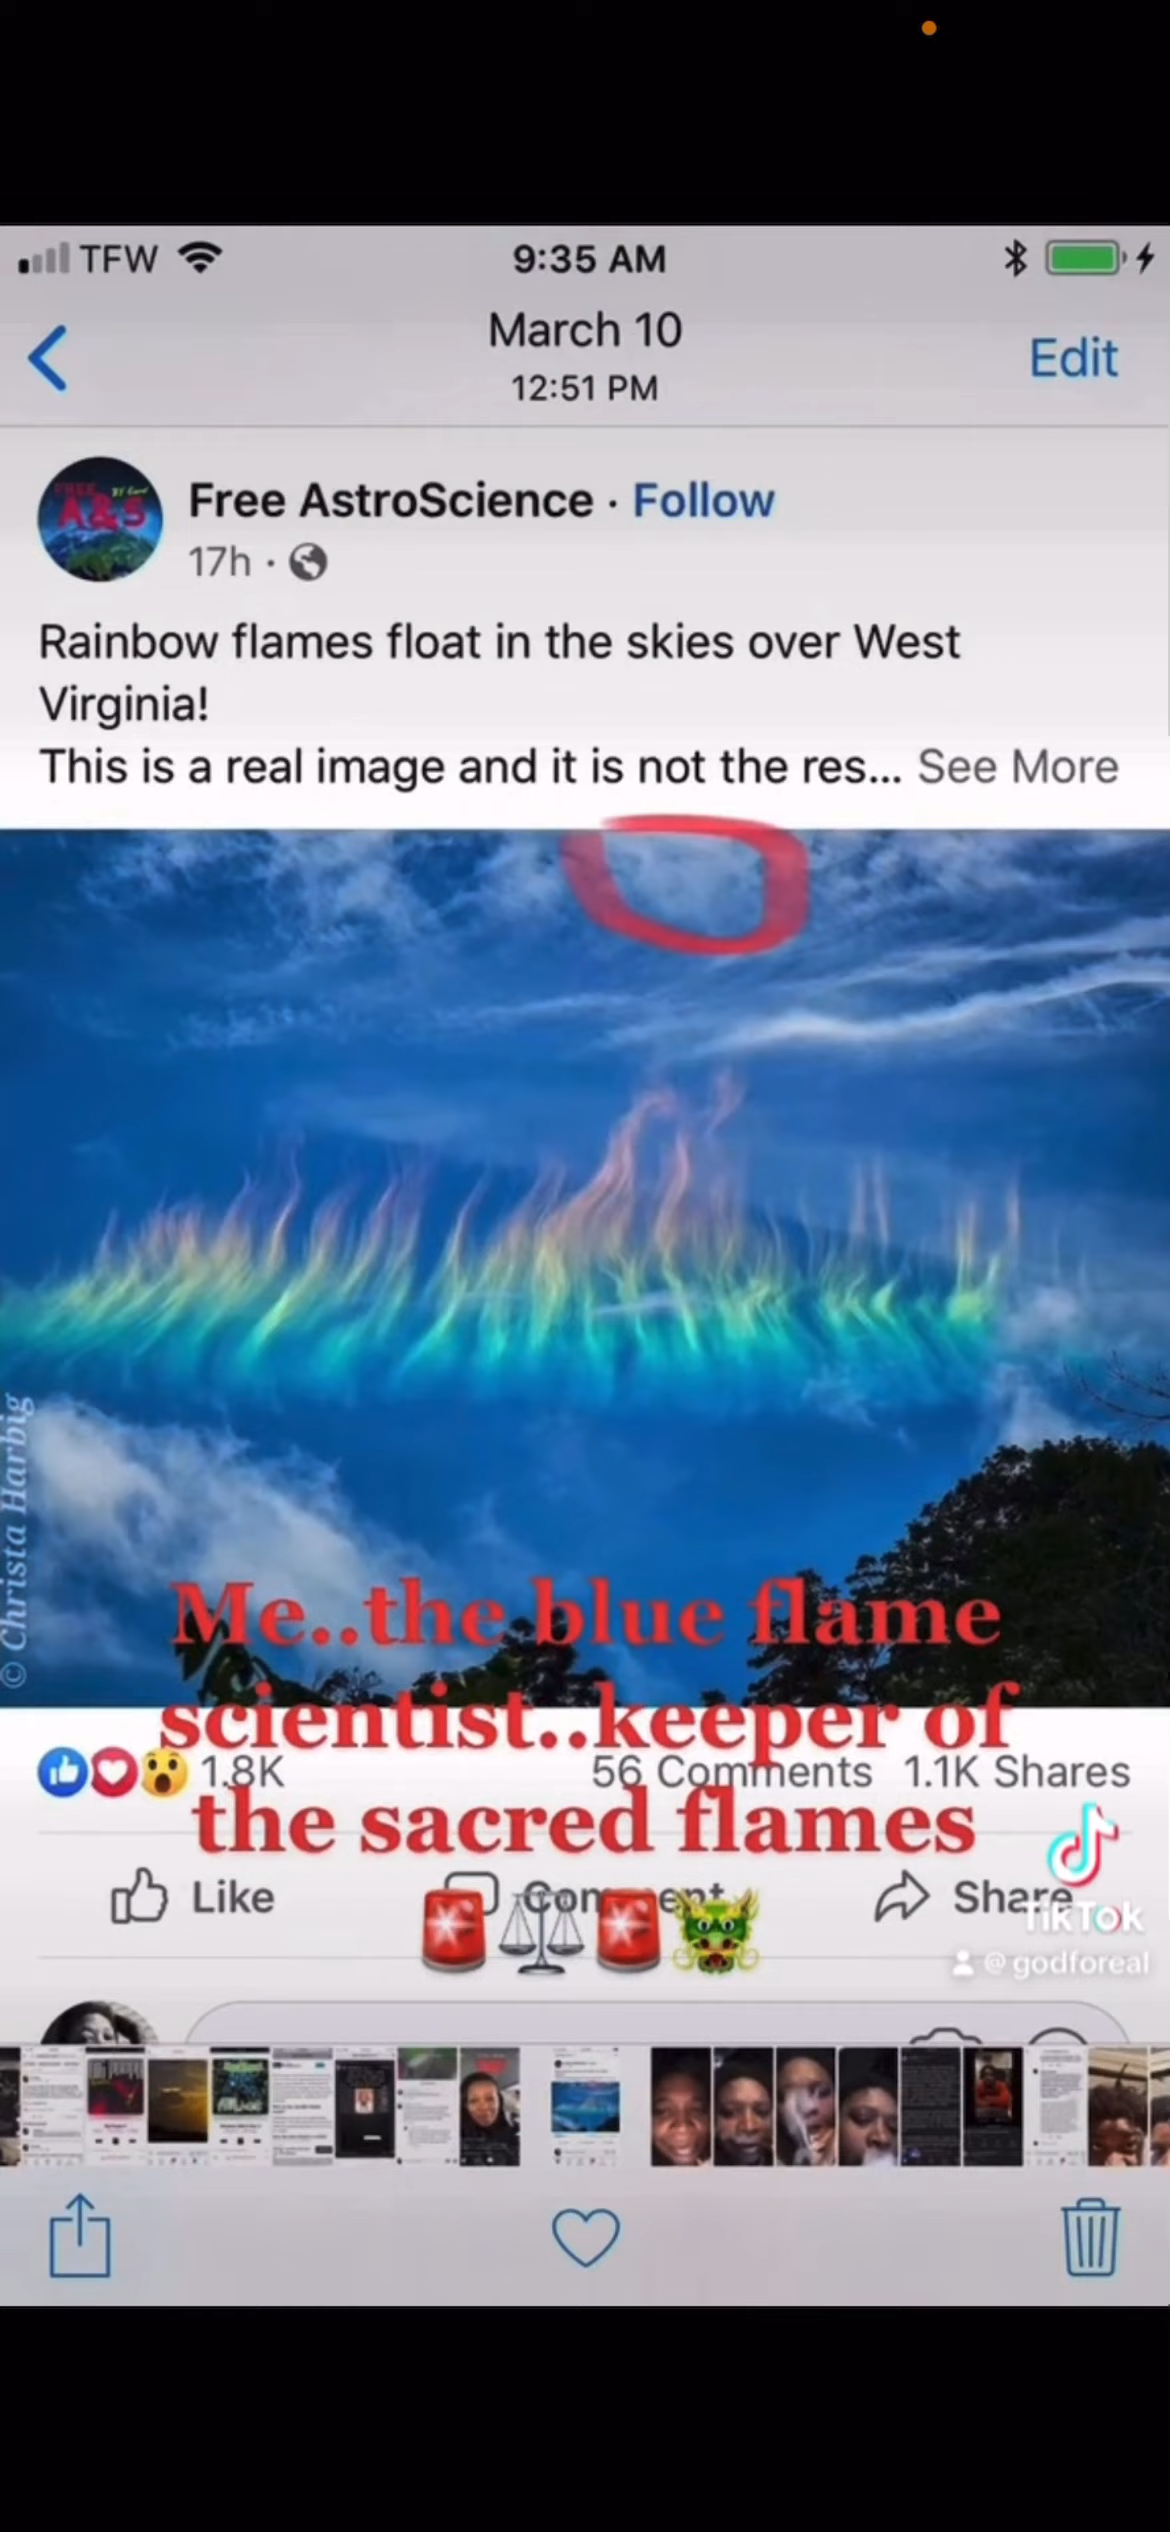 TFW
9:35 AM
March 10
12:51 PM
Edit
Free AstroScience · Follow
17h ·
Rainbow flames float in the skies over West
Virginia!
This is a real image and it is not the res... See More
© Christa Harbig
Me..the blue flame
scientist..keeper of
the sacred flames
1.8K
56 Comments
1.1K Shares
Like
Comment
Share
TikTok
@godforeal